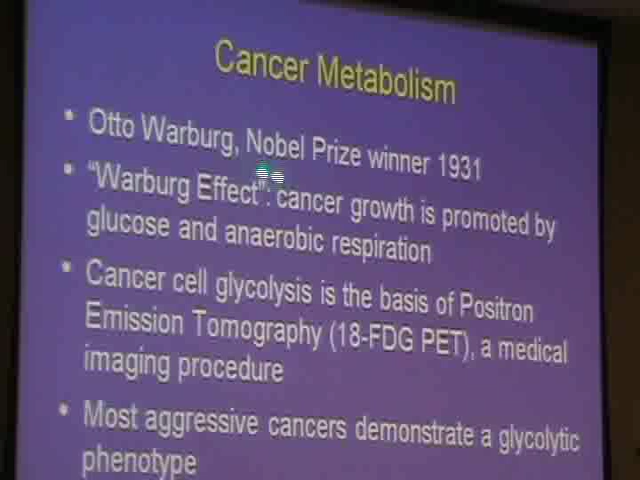 Cancer Metabolism
• Otto Warburg, Nobel Prize winner 1931
• “Warburg Effect”: cancer growth is promoted by
glucose and anaerobic respiration
• Cancer cell glycolysis is the basis of Positron
Emission Tomography (18-FDG PET), a medical
imaging procedure
• Most aggressive cancers demonstrate a glycolytic
phenotype